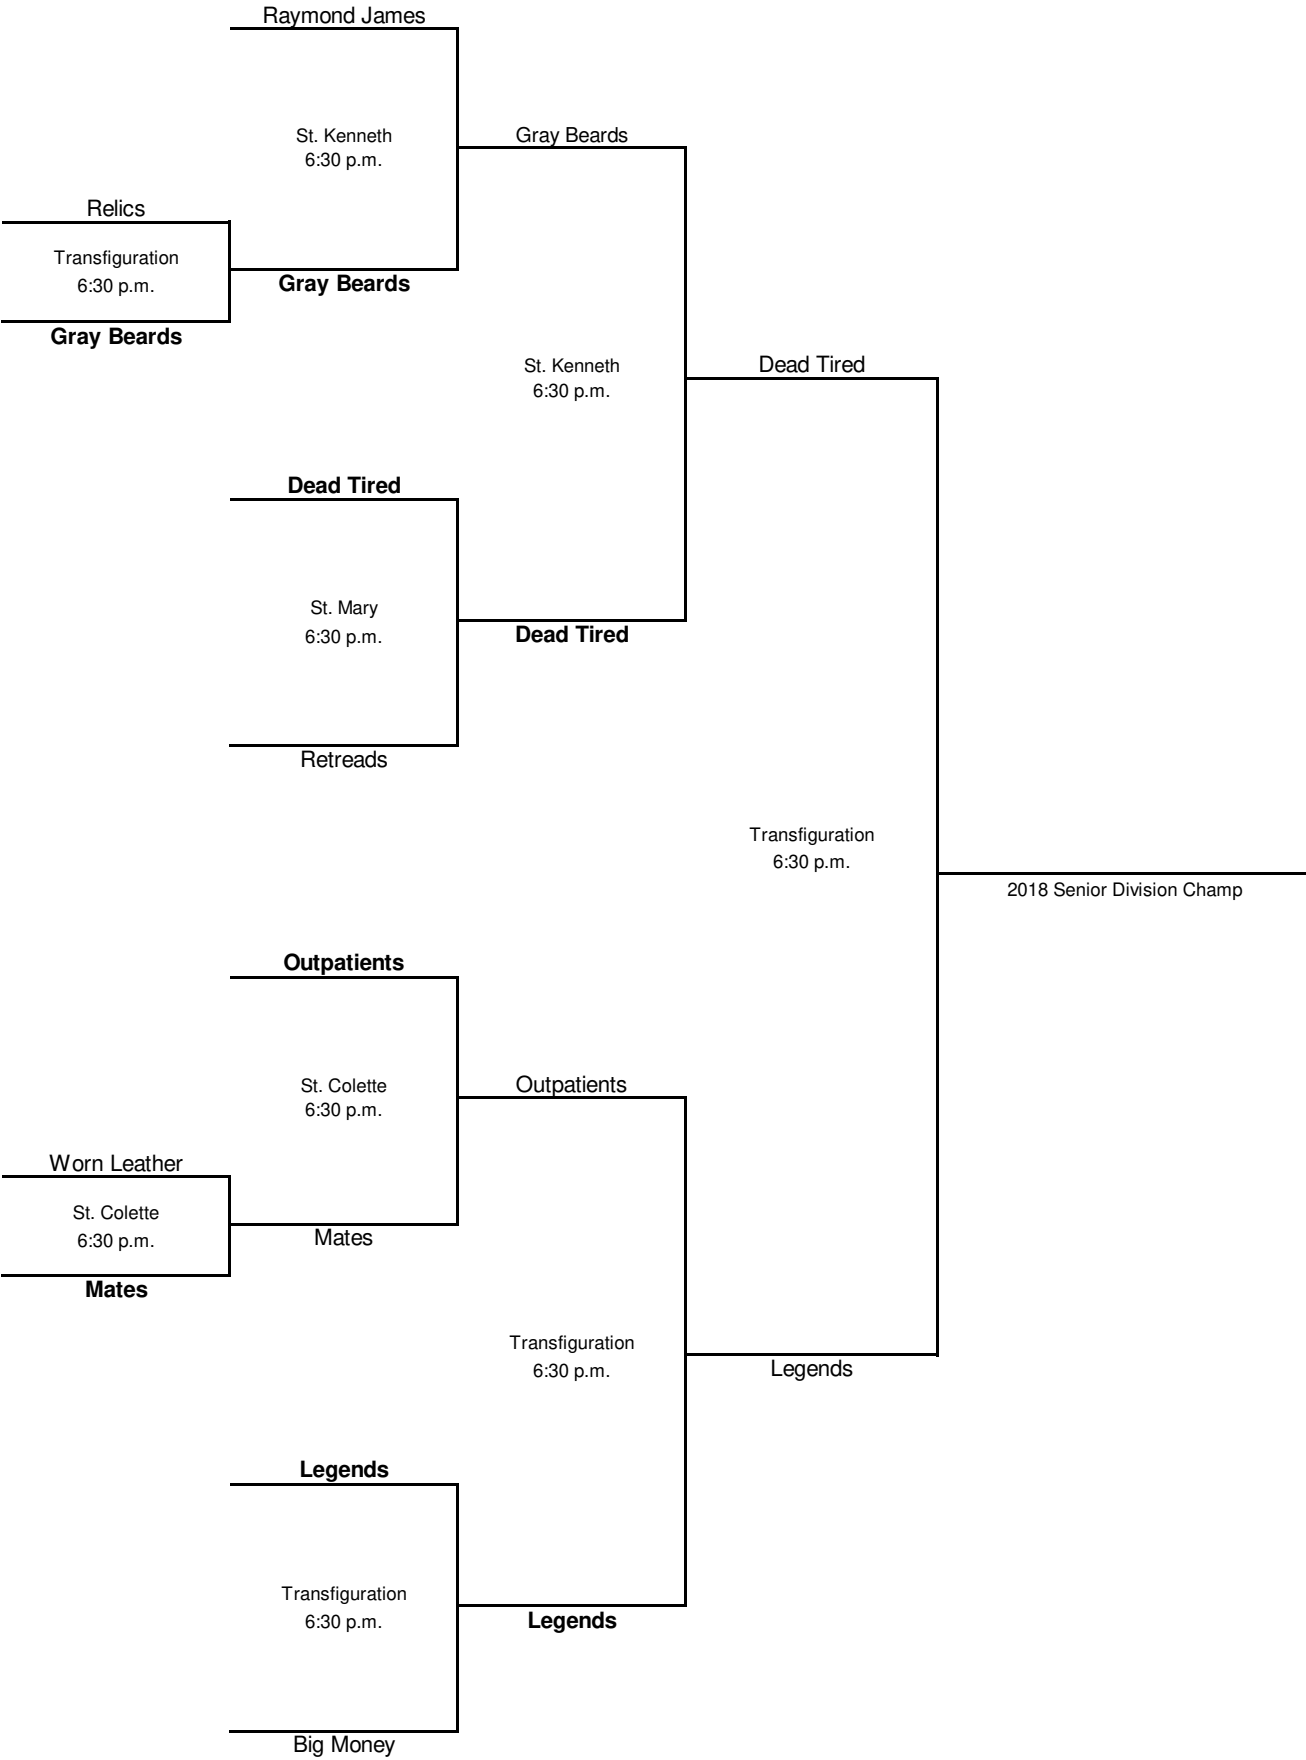 Raymond James
St. Kenneth
6:30 p.m.
Gray Beards
Relics
Transfiguration
6:30 p.m.
Gray Beards
Gray Beards
St. Kenneth
6:30 p.m.
Dead Tired
Dead Tired
St. Mary
6:30 p.m.
Dead Tired
Retreads
Transfiguration
6:30 p.m.
2018 Senior Division Champ
Outpatients
St. Colette
6:30 p.m.
Outpatients
Worn Leather
St. Colette
6:30 p.m.
Mates
Mates
Transfiguration
6:30 p.m.
Legends
Legends
Transfiguration
6:30 p.m.
Legends
Big Money